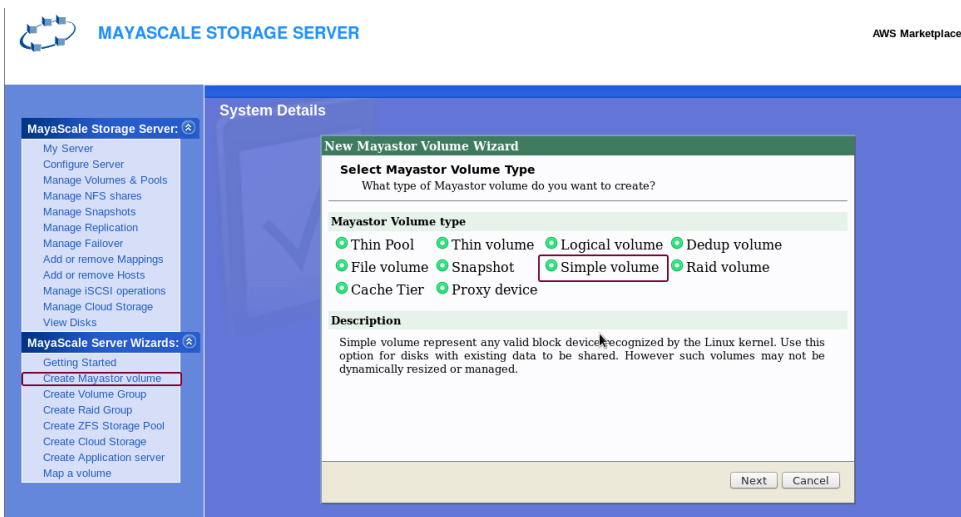 MAYASCALE STORAGE SERVER
AWS Marketplace
System Details
MayaScale Storage Server:
My Server
Configure Server
Manage Volumes & Pools
Manage NFS shares
Manage Snapshots
Manage Replication
Manage Failover
Add or remove Mappings
Add or remove Hosts
Manage iSCSI operations
Manage Cloud Storage
View Disks
MayaScale Server Wizards:
Getting Started
Create Mayastor volume
Create Volume Group
Create Raid Group
Create ZFS Storage Pool
Create Cloud Storage
Create Application server
Map a volume
New Mayastor Volume Wizard
Select Mayastor Volume Type
What type of Mayastor volume do you want to create?
Mayastor Volume type
Thin Pool Thin volume Logical volume Dedup volume
File volume Snapshot Simple volume Raid volume
Cache Tier Proxy device
Description
Simple volume represent any valid block device recognized by the Linux kernel. Use this
option for disks with existing data to be shared. However such volumes may not be
dynamically resized or managed.
Next Cancel